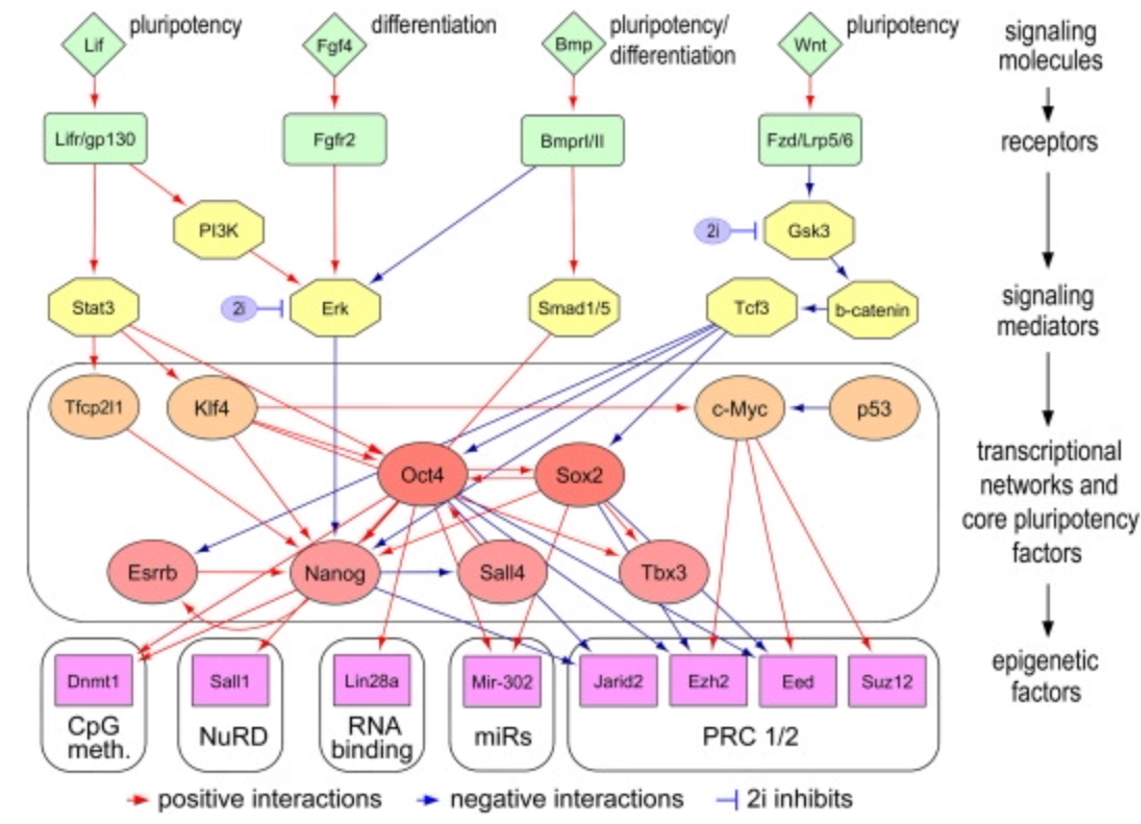 Lif
pluripotency
Fgf4
differentiation
Bmp
pluripotency/
differentiation
Wnt
pluripotency
signaling
molecules
Lifr/gp130
Fgfr2
BmprI/II
Fzd/Lrp5/6
receptors
PI3K
2i
Gsk3
Stat3
2i
Erk
Smad1/5
Tcf3
b-catenin
signaling
mediators
Tfcp2l1
Klf4
c-Myc
p53
Oct4
Sox2
transcriptional
networks and
core pluripotency
factors
Esrrb
Nanog
Sall4
Tbx3
Dnmt1
Sall1
Lin28a
Mir-302
Jarid2
Ezh2
Eed
Suz12
epigenetic
factors
CpG
meth.
NuRD
RNA
binding
miRs
PRC 1/2
positive interactions
negative interactions
2i inhibits